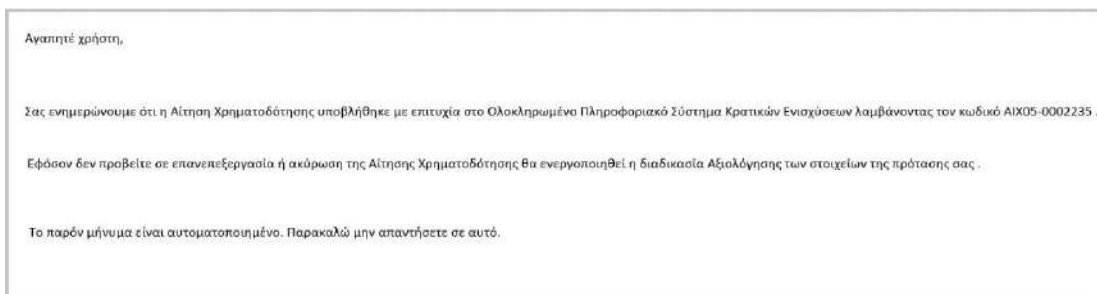 Αγαπητέ χρήστη,
Σας ενημερώνουμε ότι η Αίτηση Χρηματοδότησης υποβλήθηκε με επιτυχία στο Ολοκληρωμένο Πληροφοριακό Σύστημα Κρατικών Ενισχύσεων λαμβάνοντας τον κωδικό ΑΙΧ05-0002235 .
Εφόσον δεν προβείτε σε επανεπεξεργασία ή ακύρωση της Αίτησης Χρηματοδότησης θα ενεργοποιηθεί η διαδικασία Αξιολόγησης των στοιχείων της πρότασης σας .
Το παρόν μήνυμα είναι αυτοματοποιημένο. Παρακαλώ μην απαντήσετε σε αυτό.